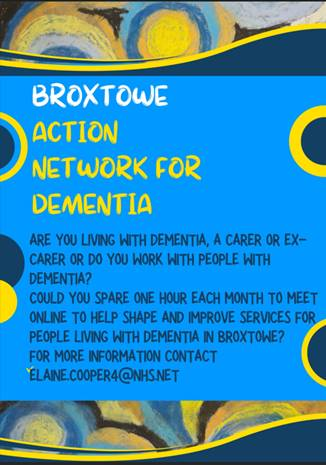 BROXTOWE
ACTION
NETWORK FOR
DEMENTIA
ARE YOU LIVING WITH DEMENTIA, A CARER OR EX-
CARER OR DO YOU WORK WITH PEOPLE WITH
DEMENTIA?
COULD YOU SPARE ONE HOUR EACH MONTH TO MEET
ONLINE TO HELP SHAPE AND IMPROVE SERVICES FOR
PEOPLE LIVING WITH DEMENTIA IN BROXTOWE?
FOR MORE INFORMATION CONTACT
ELAINE.COOPER4@NHS.NET